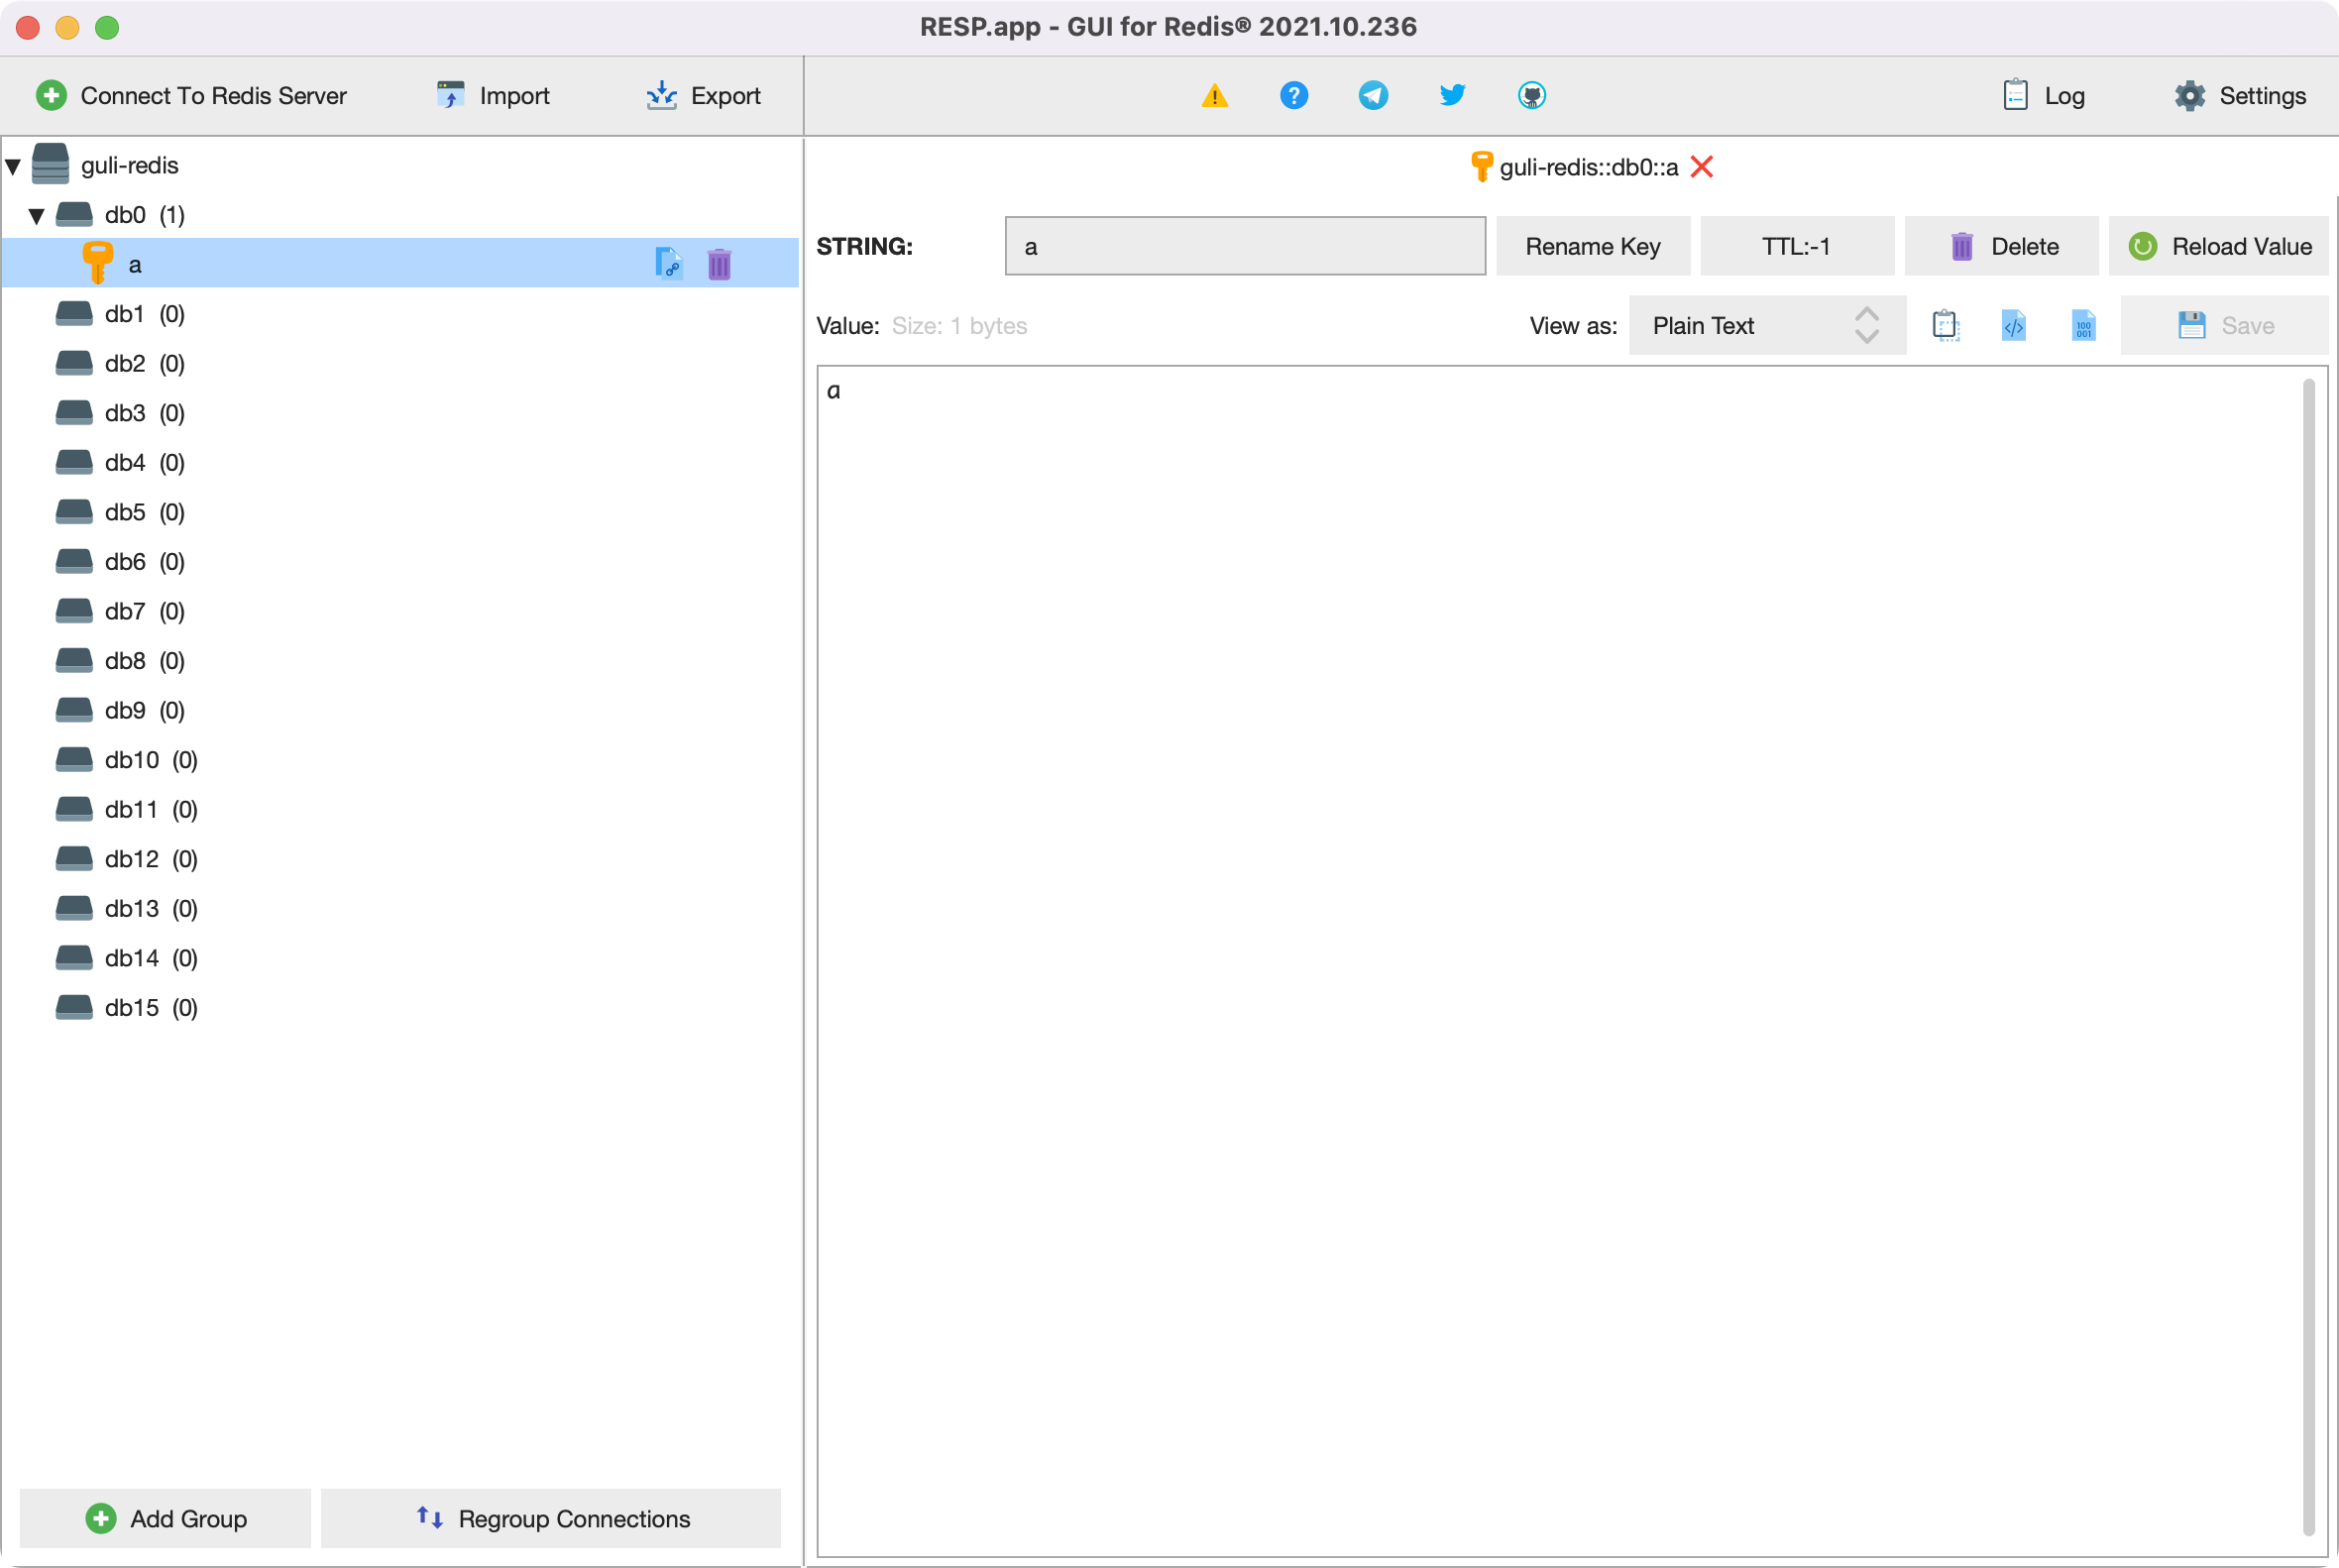 RESP.app - GUI for Redis® 2021.10.236
Connect To Redis Server Import Export Log Settings
guli-redis
db0 (1)
a
db1 (0)
db2 (0)
db3 (0)
db4 (0)
db5 (0)
db6 (0)
db7 (0)
db8 (0)
db9 (0)
db10 (0)
db11 (0)
db12 (0)
db13 (0)
db14 (0)
db15 (0)
Add Group Regroup Connections
guli-redis::db0::a
STRING: a Rename Key TTL:-1 Delete Reload Value
Value: Size: 1 bytes View as: Plain Text Save
a